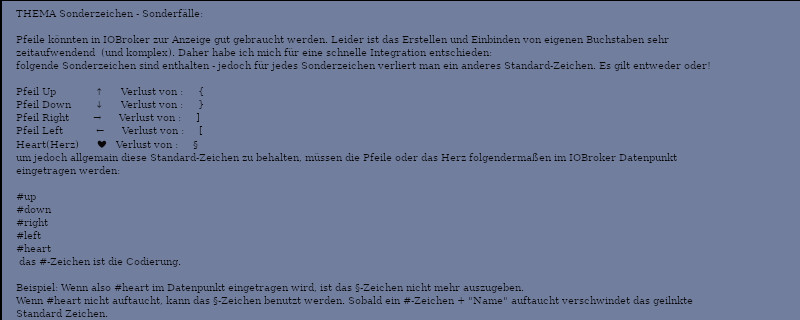 THEMA Sonderzeichen - Sonderfälle:
Pfeile könnten in IOBroker zur Anzeige gut gebraucht werden. Leider ist das Erstellen und Einbinden von eigenen Buchstaben sehr
zeitaufwendend (und komplex). Daher habe ich mich für eine schnelle Integration entschieden:
folgende Sonderzeichen sind enthalten - jedoch für jedes Sonderzeichen verliert man ein anderes Standard-Zeichen. Es gilt entweder oder!
Pfeil Up ↑ Verlust von : {
Pfeil Down ↓ Verlust von : }
Pfeil Right → Verlust von : ]
Pfeil Left ← Verlust von : [
Heart(Herz) ♥ Verlust von : §
um jedoch allgemein diese Standard-Zeichen zu behalten, müssen die Pfeile oder das Herz folgendermaßen im IOBroker Datenpunkt
eingetragen werden:
#up
#down
#right
#left
#heart
das #-Zeichen ist die Codierung.
Beispiel: Wenn also #heart im Datenpunkt eingetragen wird, ist das §-Zeichen nicht mehr auszugeben.
Wenn #heart nicht auftaucht, kann das §-Zeichen benutzt werden. Sobald ein #-Zeichen + "Name" auftaucht verschwindet das geilnkte
Standard Zeichen.